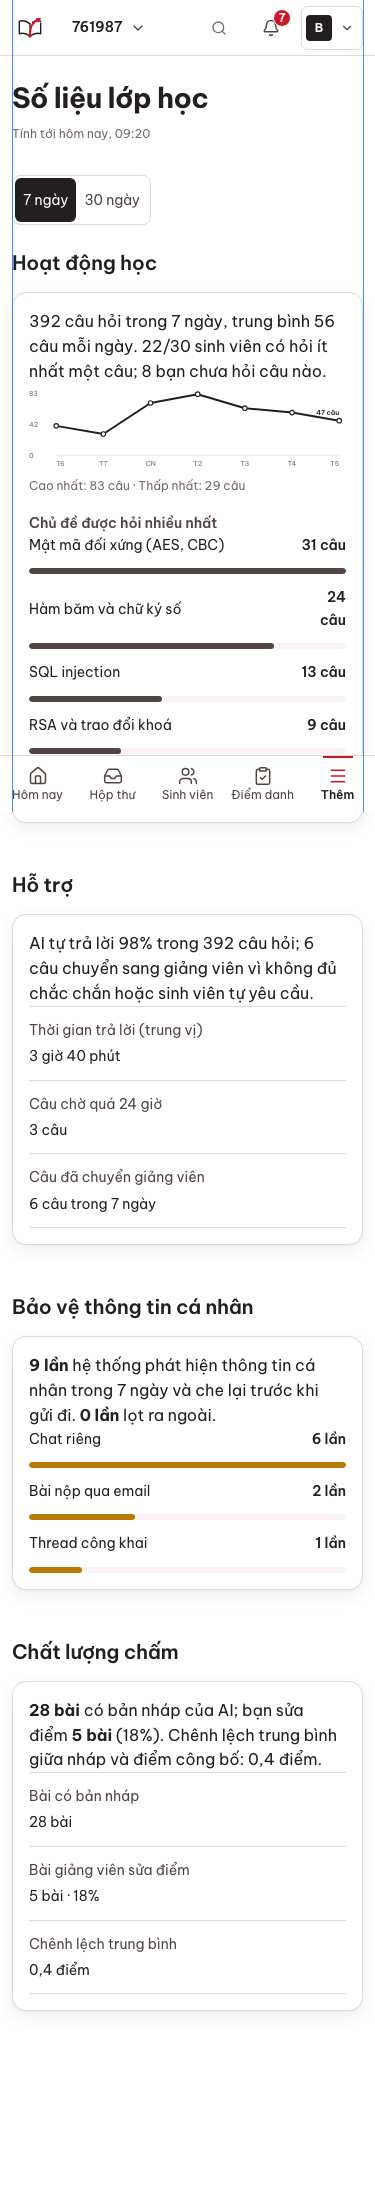 761987
7
B
Số liệu lớp học
Tính tới hôm nay, 09:20
7 ngày
30 ngày
Hoạt động học
392 câu hỏi trong 7 ngày, trung bình 56
câu mỗi ngày. 22/30 sinh viên có hỏi ít
nhất một câu; 8 bạn chưa hỏi câu nào.
83
42
0
47 câu
T6 T7 CN T2 T3 T4 T5
Cao nhất: 83 câu · Thấp nhất: 29 câu
Chủ đề được hỏi nhiều nhất
Mật mã đối xứng (AES, CBC) 31 câu
Hàm băm và chữ ký số 24 câu
SQL injection 13 câu
RSA và trao đổi khoá 9 câu
Hôm nay Hộp thư Sinh viên Điểm danh Thêm
Hỗ trợ
AI tự trả lời 98% trong 392 câu hỏi; 6
câu chuyển sang giảng viên vì không đủ
chắc chắn hoặc sinh viên tự yêu cầu.
Thời gian trả lời (trung vị)
3 giờ 40 phút
Câu chờ quá 24 giờ
3 câu
Câu đã chuyển giảng viên
6 câu trong 7 ngày
Bảo vệ thông tin cá nhân
9 lần hệ thống phát hiện thông tin cá
nhân trong 7 ngày và che lại trước khi
gửi đi. 0 lần lọt ra ngoài.
Chat riêng 6 lần
Bài nộp qua email 2 lần
Thread công khai 1 lần
Chất lượng chấm
28 bài có bản nháp của AI; bạn sửa
điểm 5 bài (18%). Chênh lệch trung bình
giữa nháp và điểm công bố: 0,4 điểm.
Bài có bản nháp
28 bài
Bài giảng viên sửa điểm
5 bài · 18%
Chênh lệch trung bình
0,4 điểm